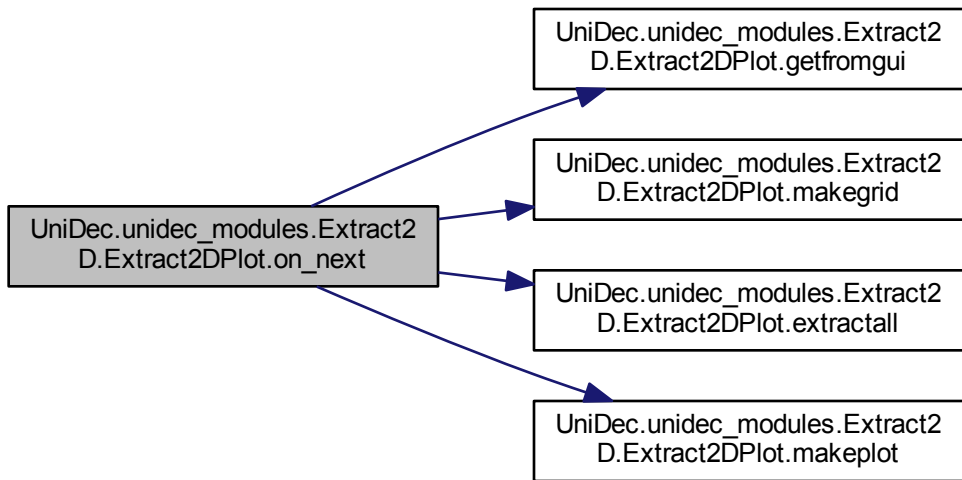 UniDec.unidec_modules.Extract2
D.Extract2DPlot.getfromgui
UniDec.unidec_modules.Extract2
D.Extract2DPlot.makegrid
UniDec.unidec_modules.Extract2
D.Extract2DPlot.on_next
UniDec.unidec_modules.Extract2
D.Extract2DPlot.extractall
UniDec.unidec_modules.Extract2
D.Extract2DPlot.makeplot